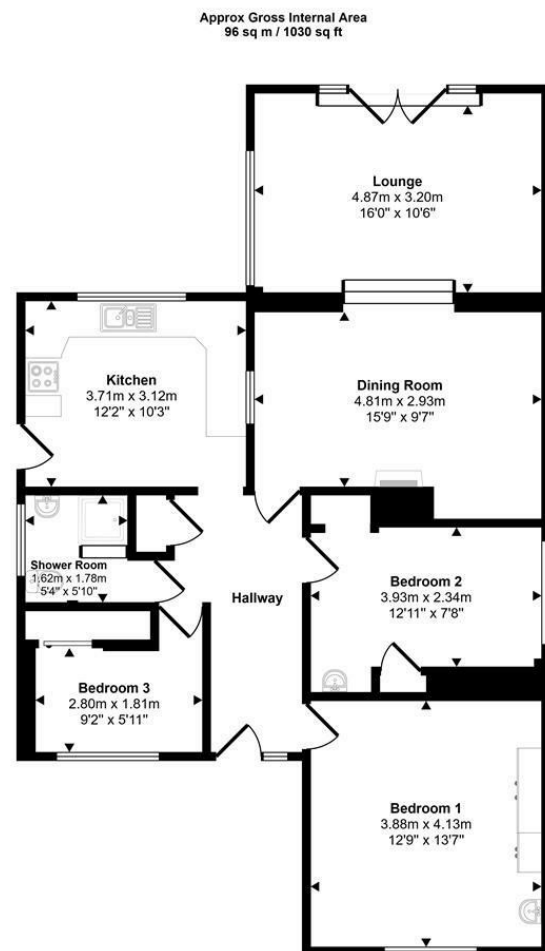 Approx Gross Internal Area
96 sq m / 1030 sq ft
Lounge
4.87m x 3.20m
16'0" x 10'6"
Kitchen
3.71m x 3.12m
12'2" x 10'3"
Dining Room
4.81m x 2.93m
15'9" x 9'7"
Shower Room
1.62m x 1.78m
5'4" x 5'10"
Hallway
Bedroom 2
3.93m x 2.34m
12'11" x 7'8"
Bedroom 3
2.80m x 1.81m
9'2" x 5'11"
Bedroom 1
3.88m x 4.13m
12'9" x 13'7"